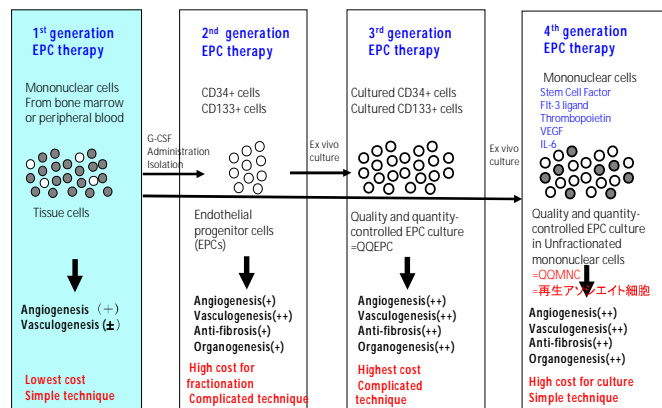 1st generation
EPC therapy
Mononuclear cells
From bone marrow
or peripheral blood
Tissue cells
Angiogenesis (+)
Vasculogenesis (±)
Lowest cost
Simple technique
G-CSF
Administration
Isolation
2nd generation
EPC therapy
CD34+ cells
CD133+ cells
Endothelial
progenitor cells
(EPCs)
Angiogenesis(+)
Vasculogenesis(++)
Anti-fibrosis(+)
Organogenesis(+)
High cost for
fractionation
Complicated technique
Ex vivo
culture
3rd generation
EPC therapy
Cultured CD34+ cells
Cultured CD133+ cells
Quality and quantity-
controlled EPC culture
=QQEPC
Angiogenesis(++)
Vasculogenesis(++)
Anti-fibrosis(++)
Organogenesis(++)
Highest cost
Complicated
technique
Ex vivo
culture
4th generation
EPC therapy
Mononuclear cells
Stem Cell Factor
Flt-3 ligand
Thrombopoietin
VEGF
IL-6
Quality and quantity-
controlled EPC culture
in Unfractionated
mononuclear cells
=QQMNC
=再生アソシエイト細胞
Angiogenesis(++)
Vasculogenesis(++)
Anti-fibrosis(++)
Organogenesis(++)
High cost for culture
Simple technique